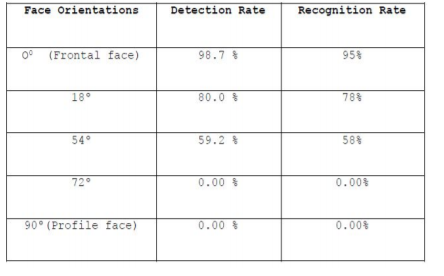 Face Orientations Detection Rate Recognition Rate
0⁰ (Frontal face) 98.7 % 95%
18° 80.0 % 78%
54° 59.2 % 58%
72° 0.00 % 0.00%
90°(Profile face) 0.00 % 0.00%